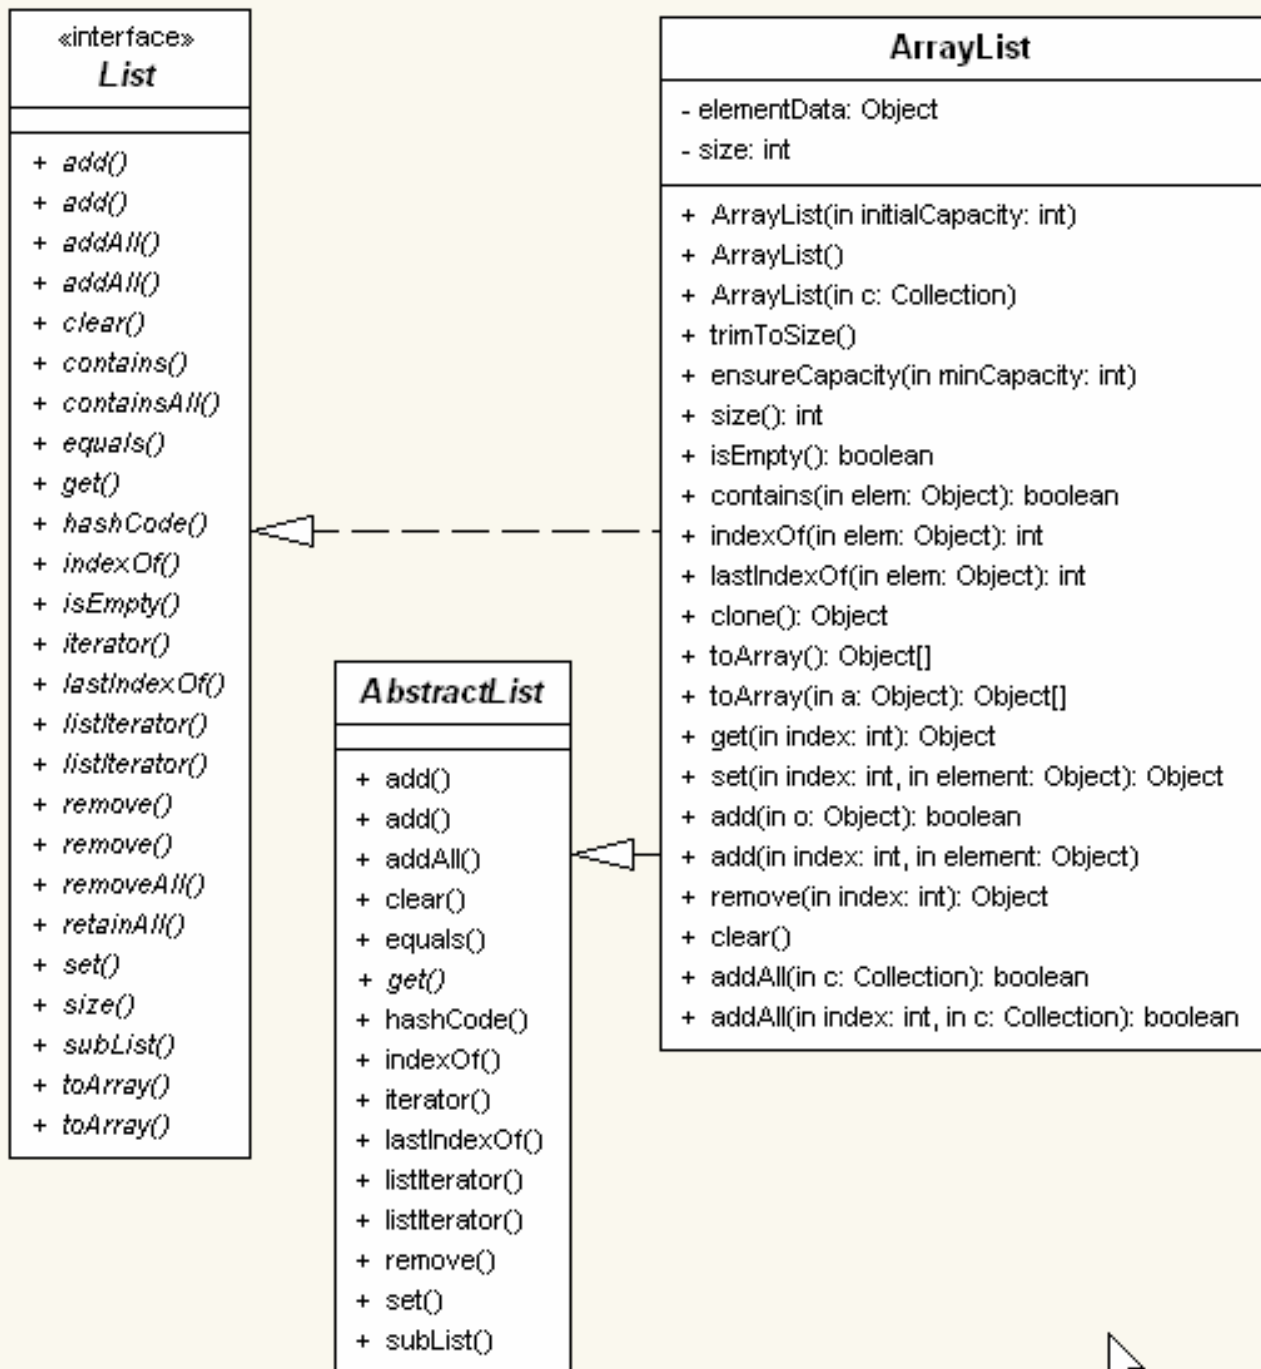 «interface»
List
+ add()
+ add()
+ addAll()
+ addAll()
+ clear()
+ contains()
+ containsAll()
+ equals()
+ get()
+ hashCode()
+ indexOf()
+ isEmpty()
+ iterator()
+ lastIndexOf()
+ listIterator()
+ listIterator()
+ remove()
+ remove()
+ removeAll()
+ retainAll()
+ set()
+ size()
+ subList()
+ toArray()
+ toArray()
AbstractList
+ add()
+ add()
+ addAll()
+ clear()
+ equals()
+ get()
+ hashCode()
+ indexOf()
+ iterator()
+ lastIndexOf()
+ listIterator()
+ listIterator()
+ remove()
+ set()
+ subList()
ArrayList
- elementData: Object
- size: int
+ ArrayList(in initialCapacity: int)
+ ArrayList()
+ ArrayList(in c: Collection)
+ trimToSize()
+ ensureCapacity(in minCapacity: int)
+ size(): int
+ isEmpty(): boolean
+ contains(in elem: Object): boolean
+ indexOf(in elem: Object): int
+ lastIndexOf(in elem: Object): int
+ clone(): Object
+ toArray(): Object[]
+ toArray(in a: Object): Object[]
+ get(in index: int): Object
+ set(in index: int, in element: Object): Object
+ add(in o: Object): boolean
+ add(in index: int, in element: Object)
+ remove(in index: int): Object
+ clear()
+ addAll(in c: Collection): boolean
+ addAll(in index: int, in c: Collection): boolean